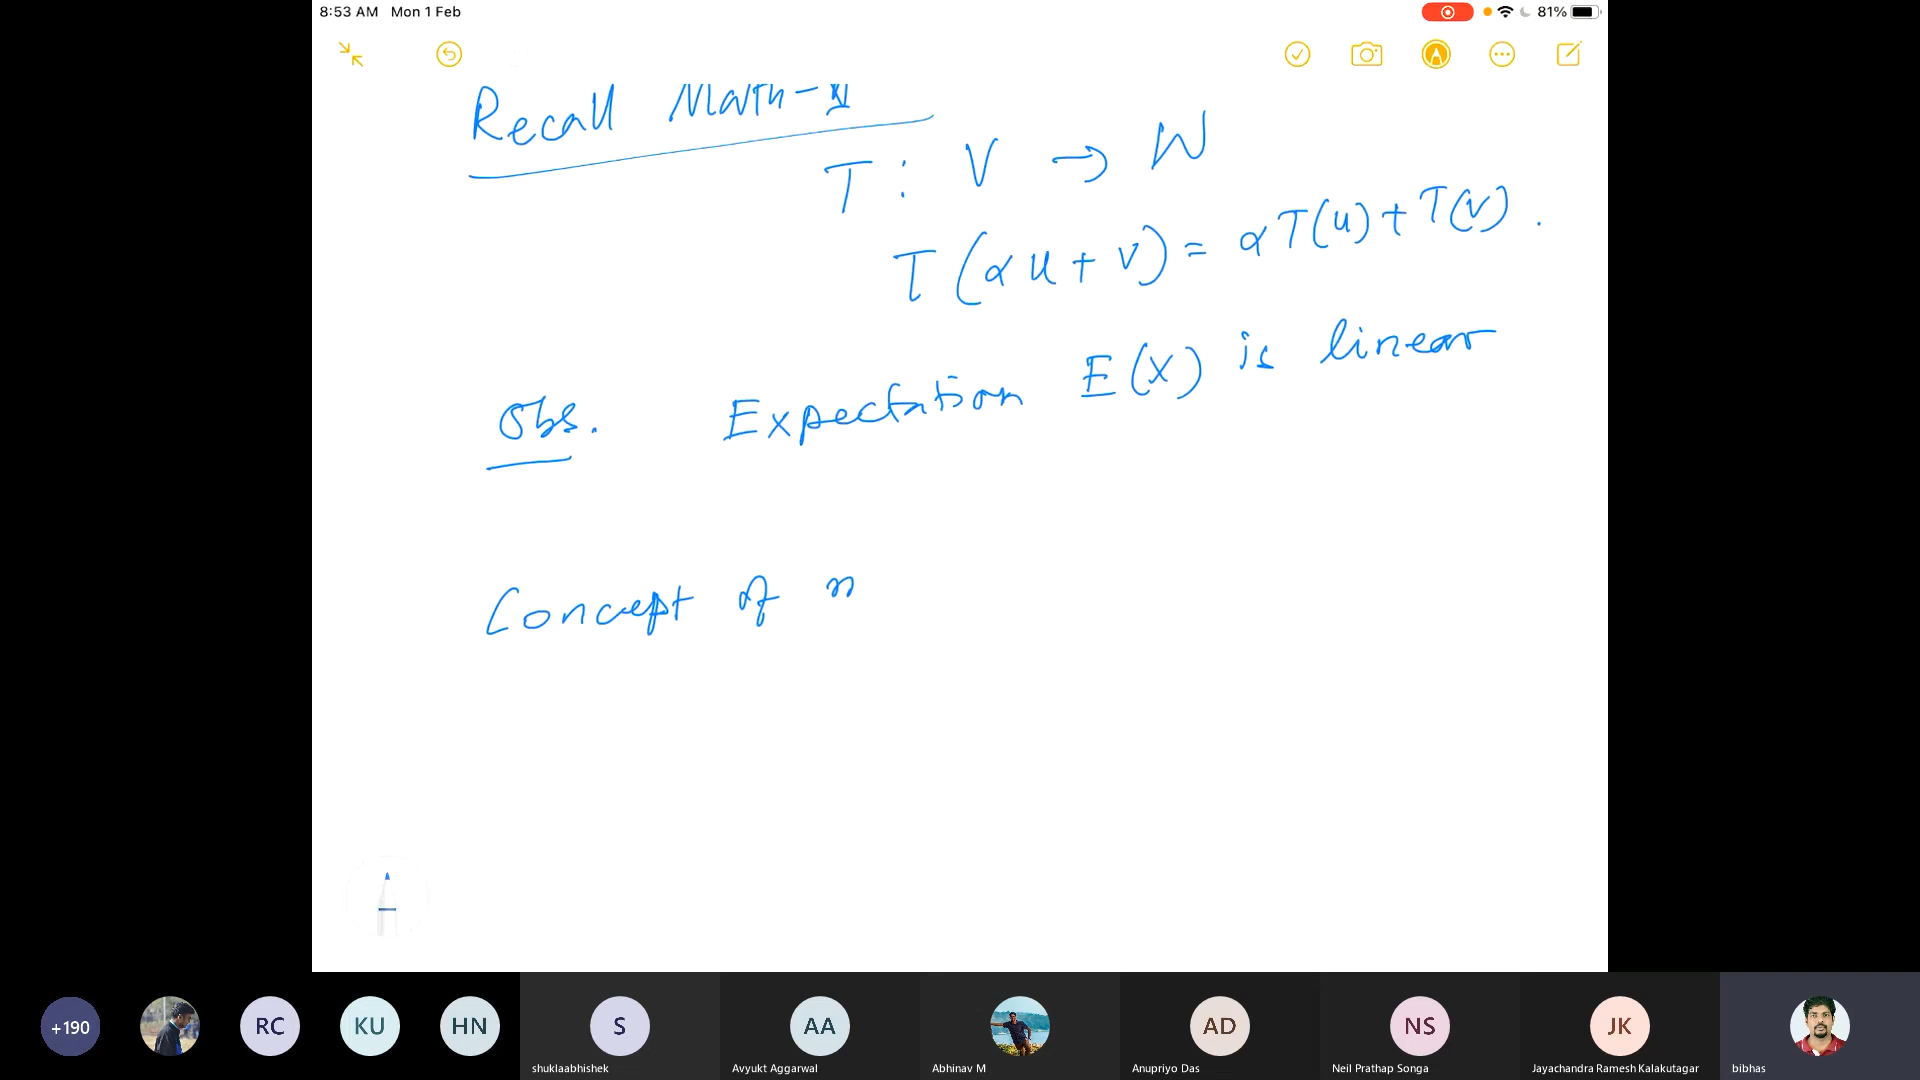 8:53 AM Mon 1 Feb
81%
Recall Math-II
T : V → W
T(αu + v) = αT(u) + T(v).
Obs. Expectation E(X) is linear
Concept of
+190
RC
KU
HN
S
AA
AD
NS
JK
shuklaabhishek
Avyukt Aggarwal
Abhinav M
Anupriyo Das
Neil Prathap Songa
Jayachandra Ramesh Kalakutagar
bibhas